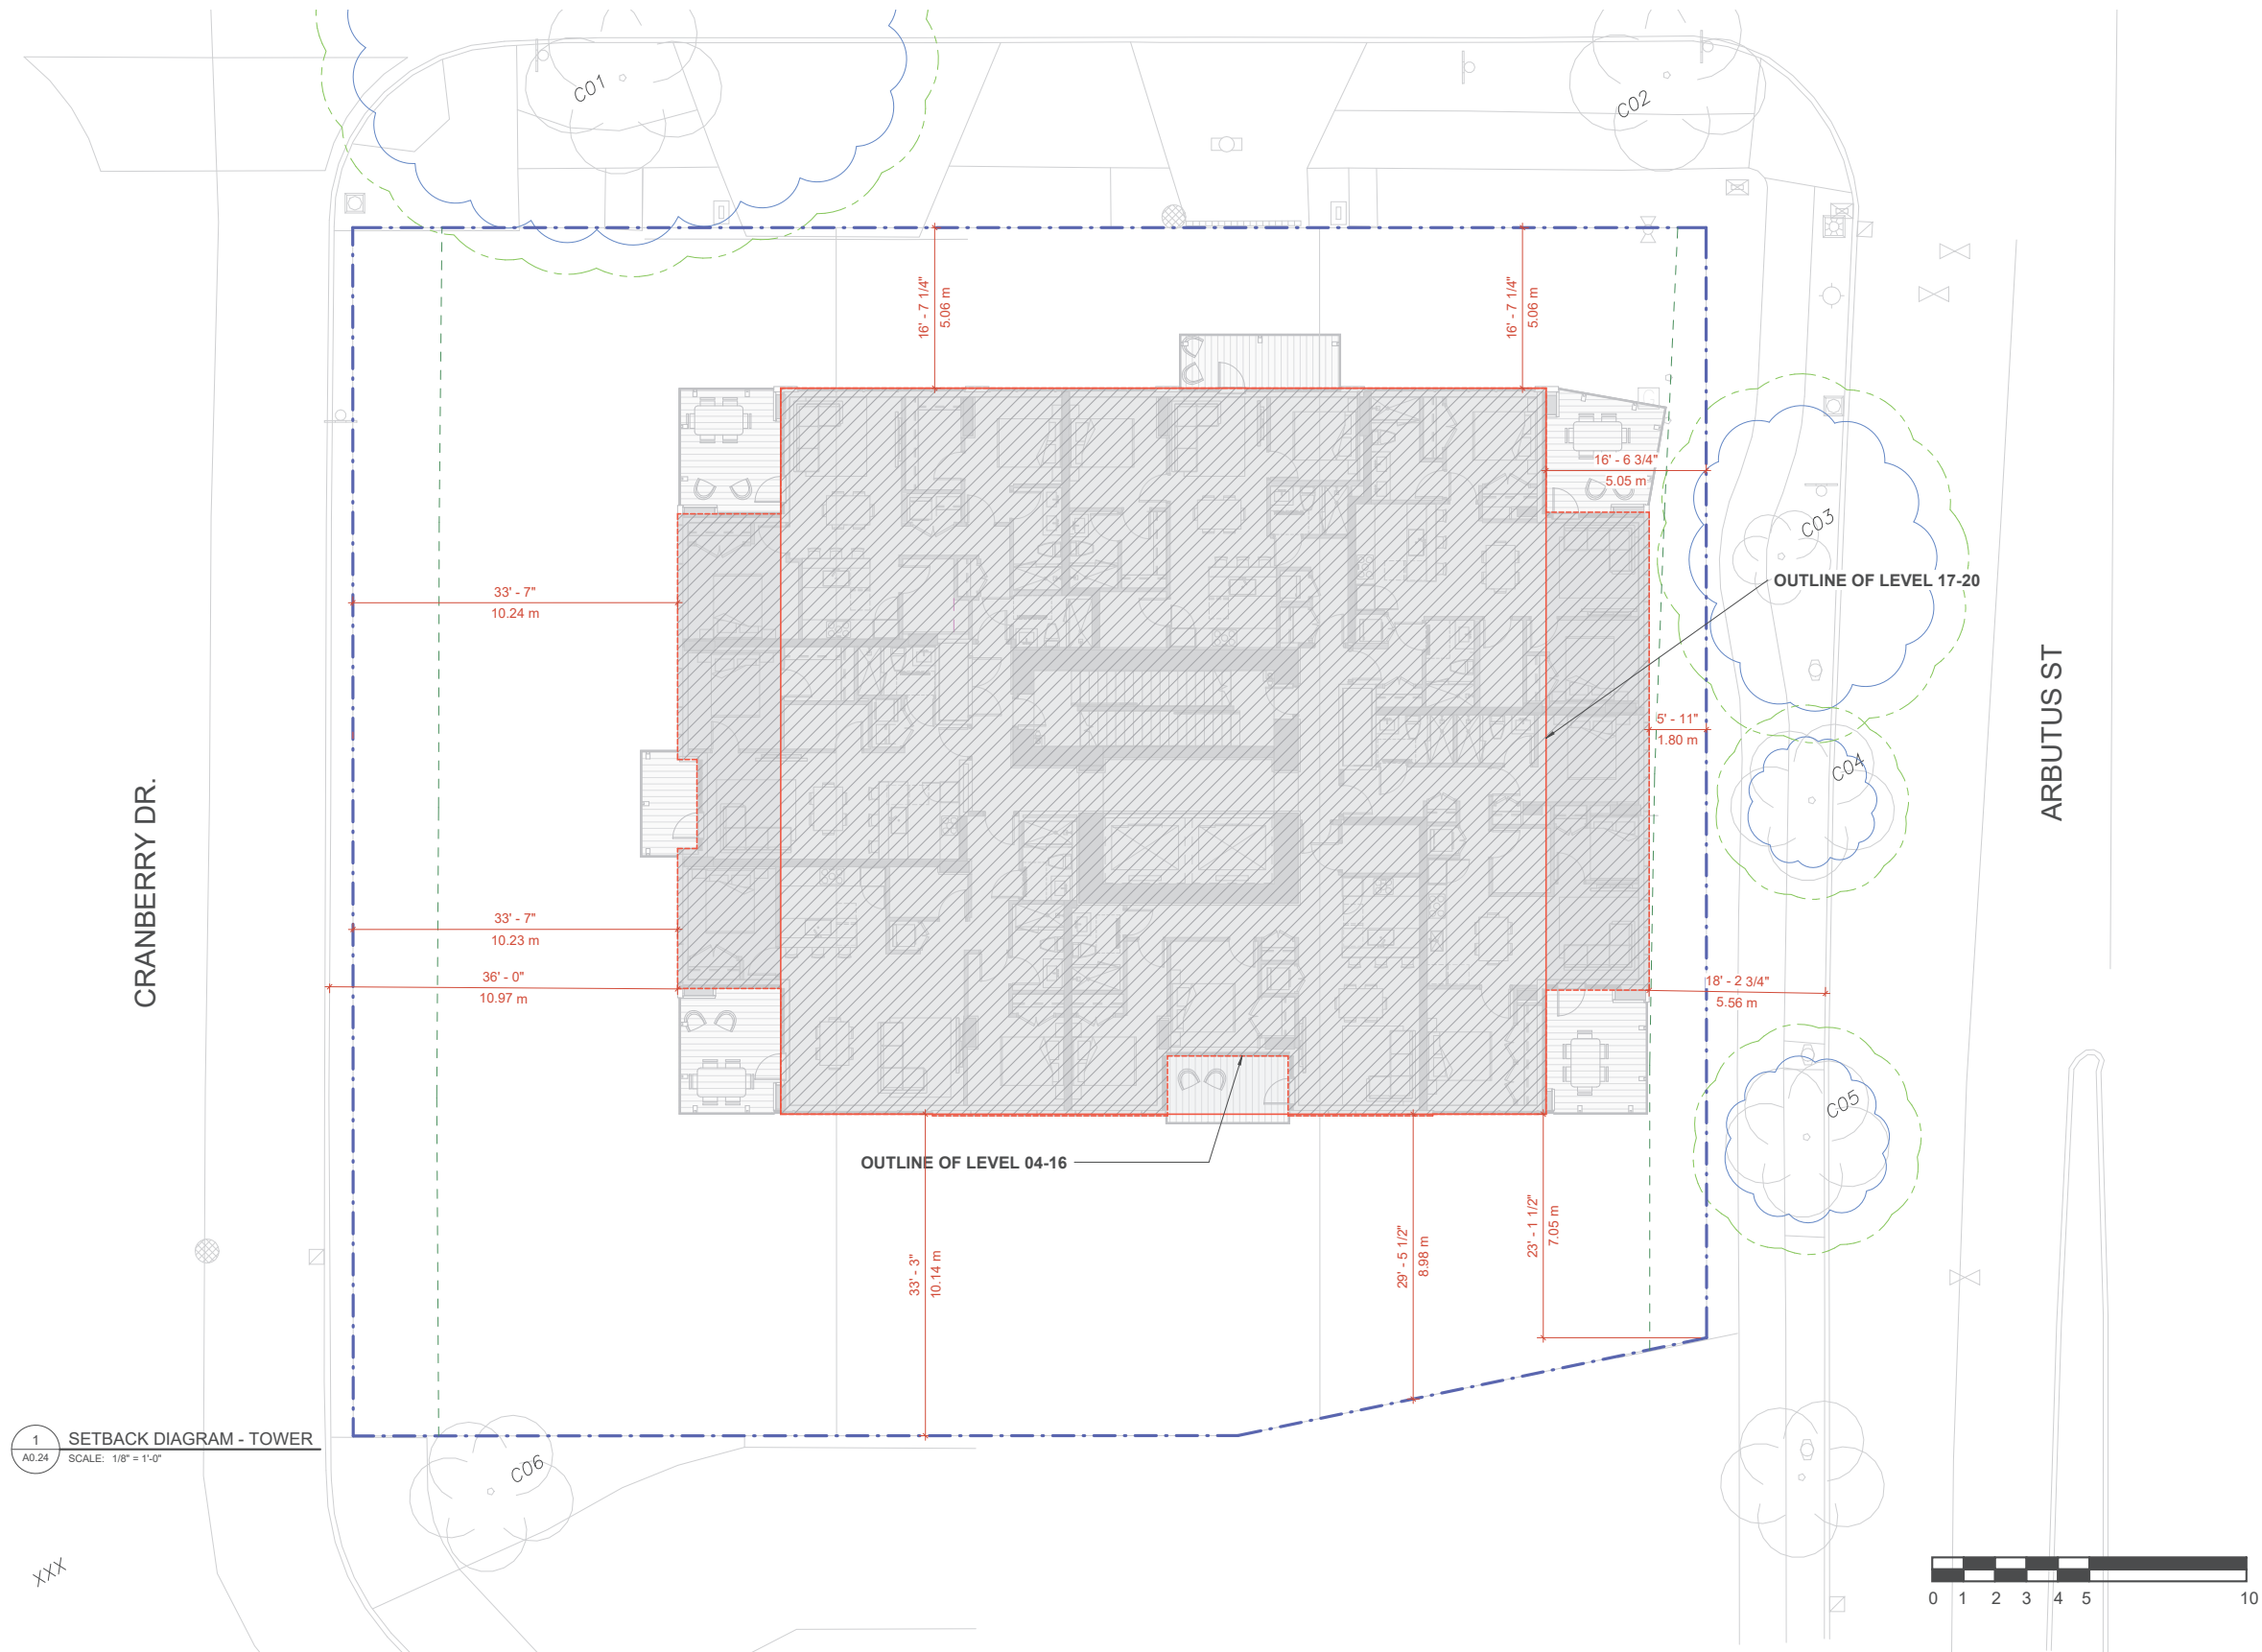 C01
C02
16' - 7 1/4"
5.06 m
16' - 7 1/4"
5.06 m
16' - 6 3/4"
5.05 m
C03
OUTLINE OF LEVEL 17-20
33' - 7"
10.24 m
ARBUTUS ST
5' - 11"
1.80 m
C04
CRANBERRY DR.
33' - 7"
10.23 m
36' - 0"
10.97 m
18' - 2 3/4"
5.56 m
C05
OUTLINE OF LEVEL 04-16
33' - 3"
10.14 m
29' - 5 1/2"
8.98 m
23' - 1 1/2"
7.05 m
1
A0.24
SETBACK DIAGRAM - TOWER
SCALE: 1/8" = 1'-0"
C06
XXX
0 1 2 3 4 5 10